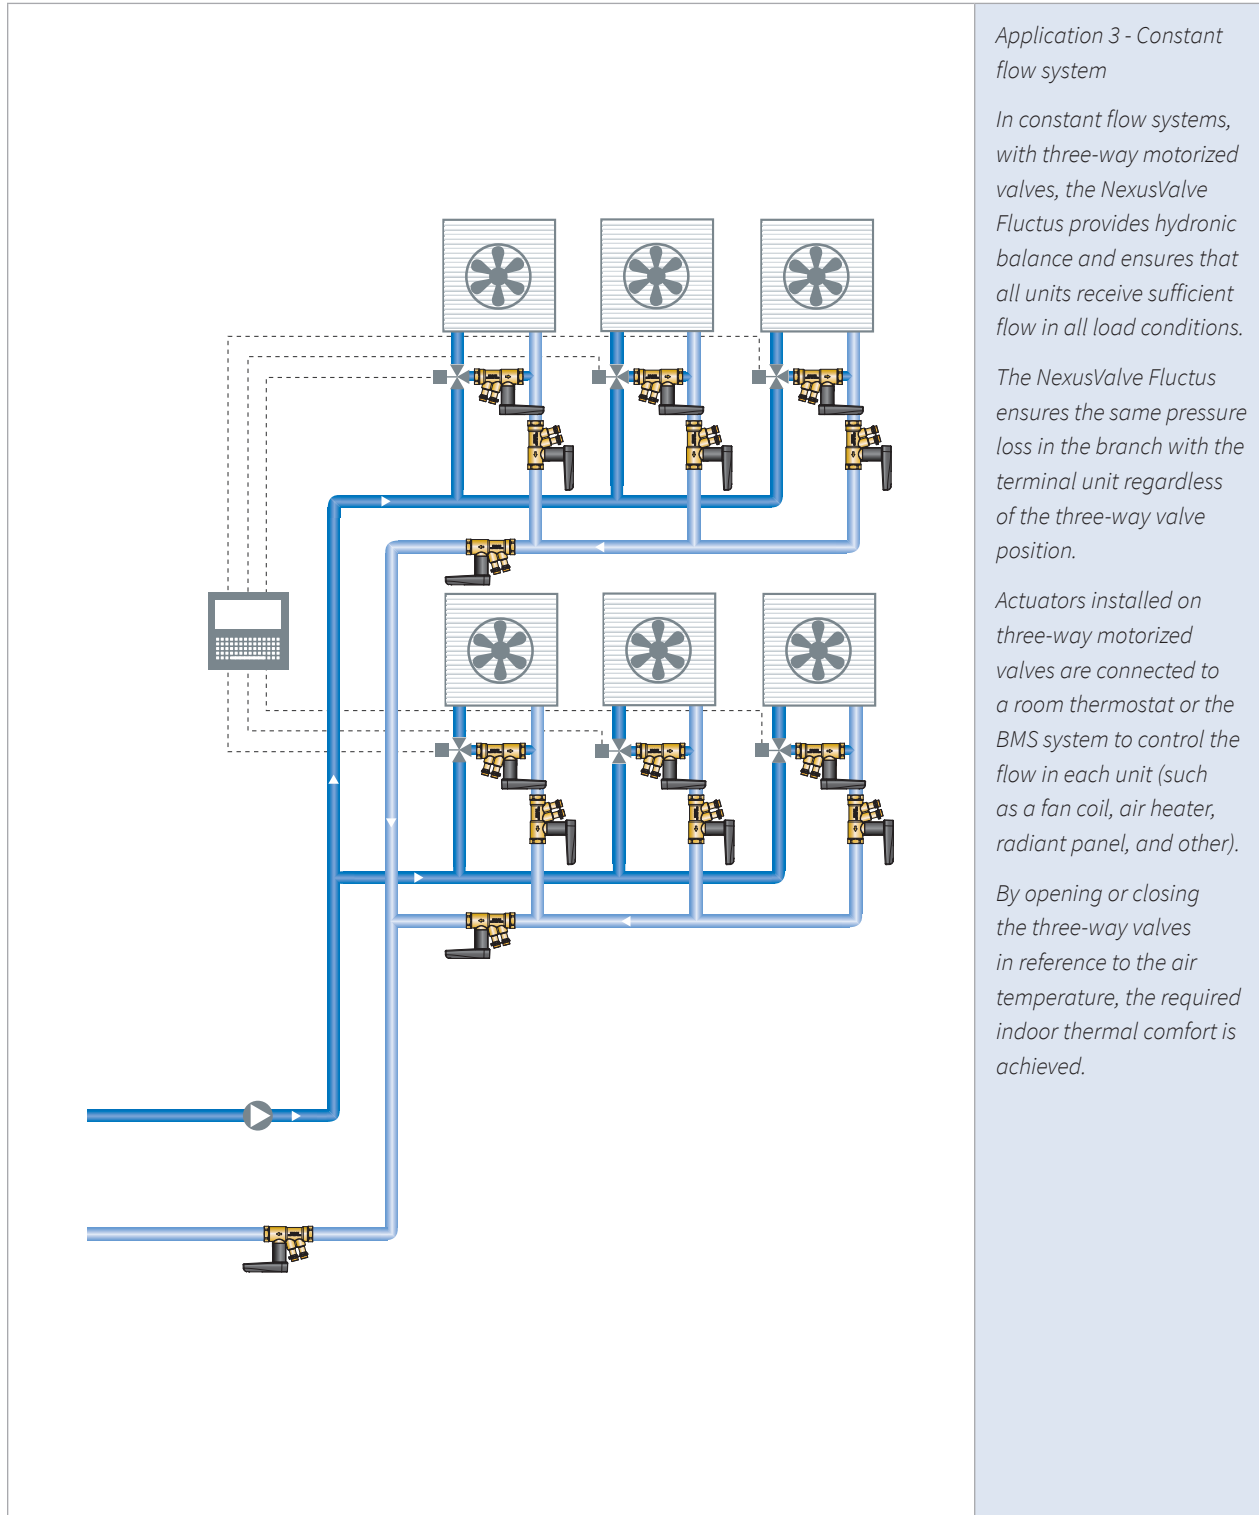 Application 3 - Constant
flow system
In constant flow systems,
with three-way motorized
valves, the NexusValve
Fluctus provides hydronic
balance and ensures that
all units receive sufficient
flow in all load conditions.
The NexusValve Fluctus
ensures the same pressure
loss in the branch with the
terminal unit regardless
of the three-way valve
position.
Actuators installed on
three-way motorized
valves are connected to
a room thermostat or the
BMS system to control the
flow in each unit (such
as a fan coil, air heater,
radiant panel, and other).
By opening or closing
the three-way valves
in reference to the air
temperature, the required
indoor thermal comfort is
achieved.